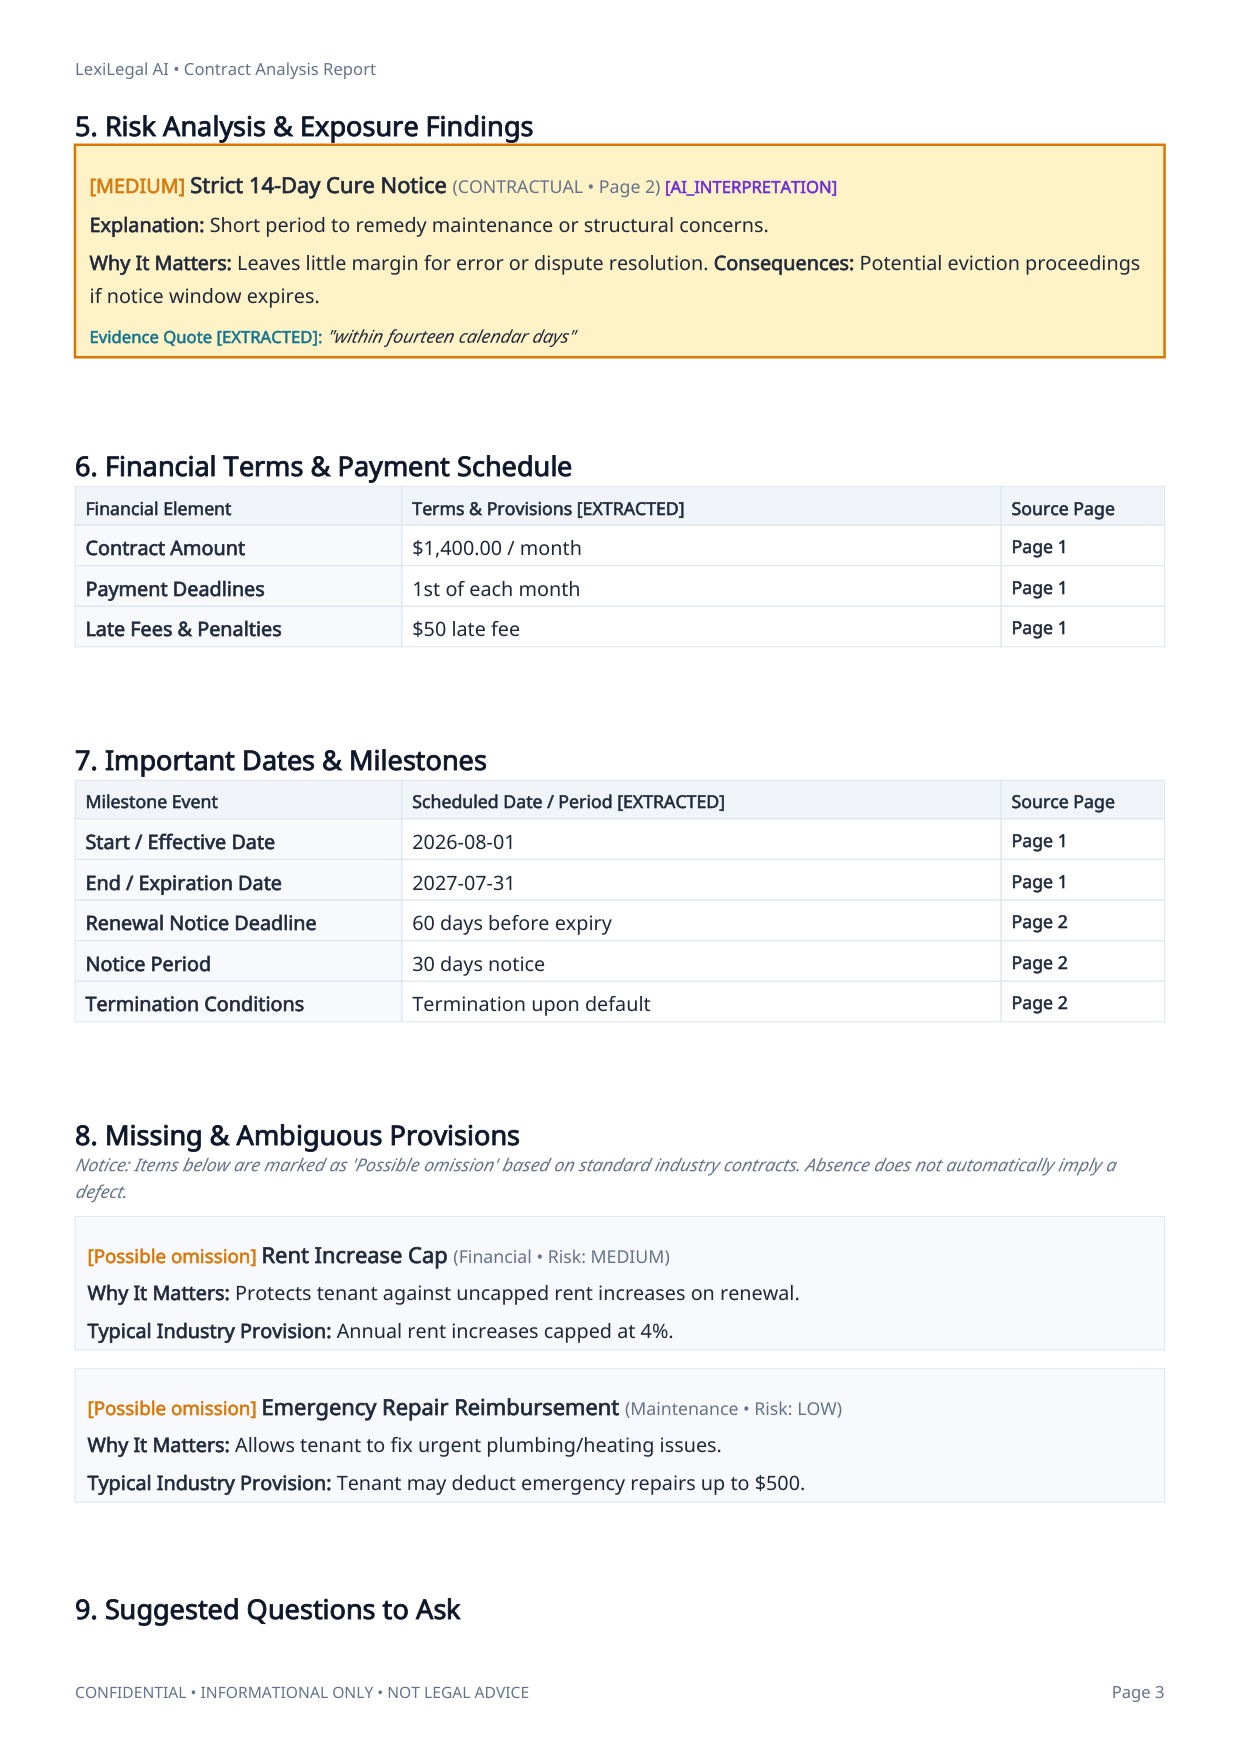 LexiLegal AI • Contract Analysis Report
5. Risk Analysis & Exposure Findings
[MEDIUM] Strict 14-Day Cure Notice (CONTRACTUAL • Page 2) [AI_INTERPRETATION]
Explanation: Short period to remedy maintenance or structural concerns.
Why It Matters: Leaves little margin for error or dispute resolution. Consequences: Potential eviction proceedings
if notice window expires.
Evidence Quote [EXTRACTED]: "within fourteen calendar days"
6. Financial Terms & Payment Schedule
Financial Element Terms & Provisions [EXTRACTED] Source Page
Contract Amount $1,400.00 / month Page 1
Payment Deadlines 1st of each month Page 1
Late Fees & Penalties $50 late fee Page 1
7. Important Dates & Milestones
Milestone Event Scheduled Date / Period [EXTRACTED] Source Page
Start / Effective Date 2026-08-01 Page 1
End / Expiration Date 2027-07-31 Page 1
Renewal Notice Deadline 60 days before expiry Page 2
Notice Period 30 days notice Page 2
Termination Conditions Termination upon default Page 2
8. Missing & Ambiguous Provisions
Notice: Items below are marked as 'Possible omission' based on standard industry contracts. Absence does not automatically imply a
defect.
[Possible omission] Rent Increase Cap (Financial • Risk: MEDIUM)
Why It Matters: Protects tenant against uncapped rent increases on renewal.
Typical Industry Provision: Annual rent increases capped at 4%.
[Possible omission] Emergency Repair Reimbursement (Maintenance • Risk: LOW)
Why It Matters: Allows tenant to fix urgent plumbing/heating issues.
Typical Industry Provision: Tenant may deduct emergency repairs up to $500.
9. Suggested Questions to Ask
CONFIDENTIAL • INFORMATIONAL ONLY • NOT LEGAL ADVICE Page 3